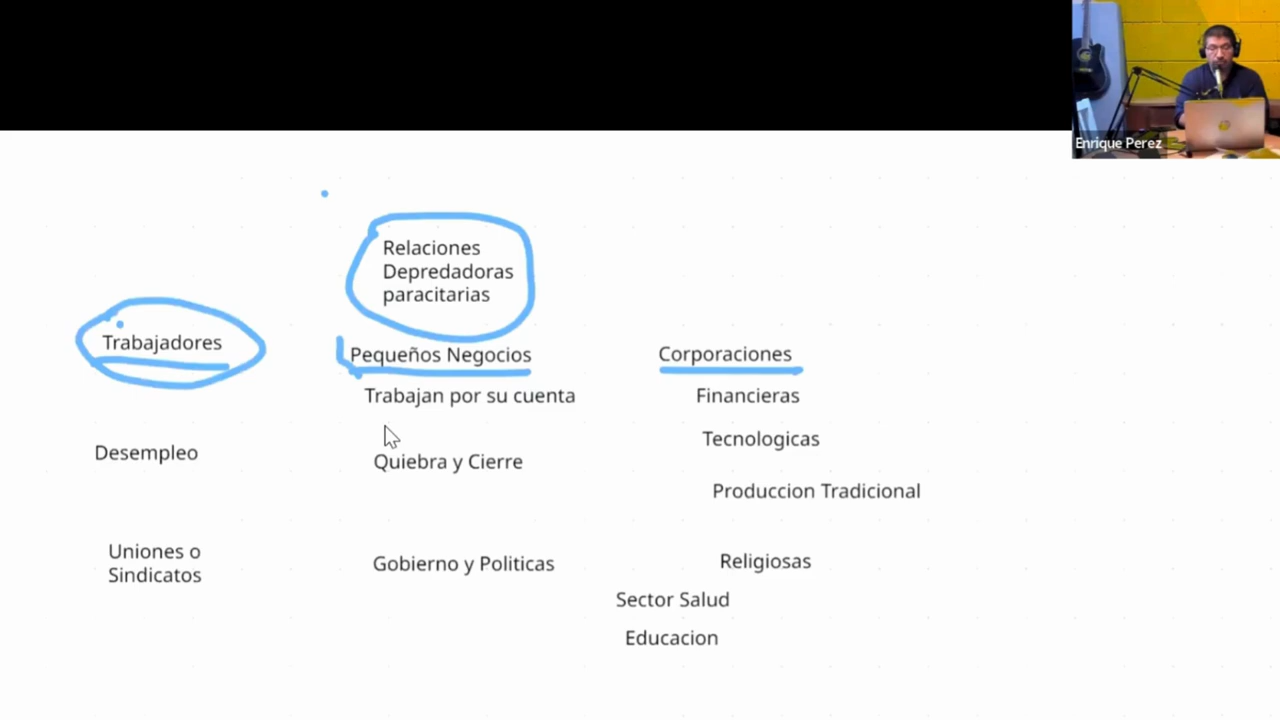 Enrique Perez
Relaciones
Depredadoras
paracitarias
Trabajadores
Pequeños Negocios
Corporaciones
Trabajan por su cuenta
Financieras
Tecnologicas
Desempleo
Quiebra y Cierre
Produccion Tradicional
Uniones o
Sindicatos
Gobierno y Politicas
Religiosas
Sector Salud
Educacion